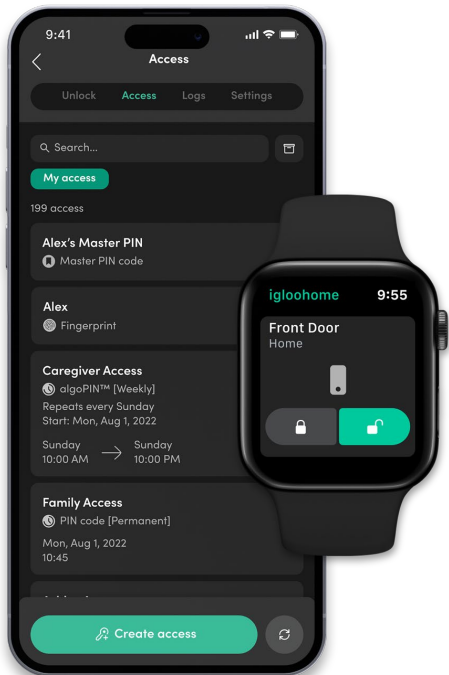 9:41
Access
Unlock Access Logs Settings
Search...
My access
199 access
Alex's Master PIN
Master PIN code
Alex
Fingerprint
Caregiver Access
algoPIN™ [Weekly]
Repeats every Sunday
Start: Mon, Aug 1, 2022
Sunday Sunday
10:00 AM → 10:00 PM
Family Access
PIN code [Permanent]
Mon, Aug 1, 2022
10:45
Create access
igloohome 9:55
Front Door
Home